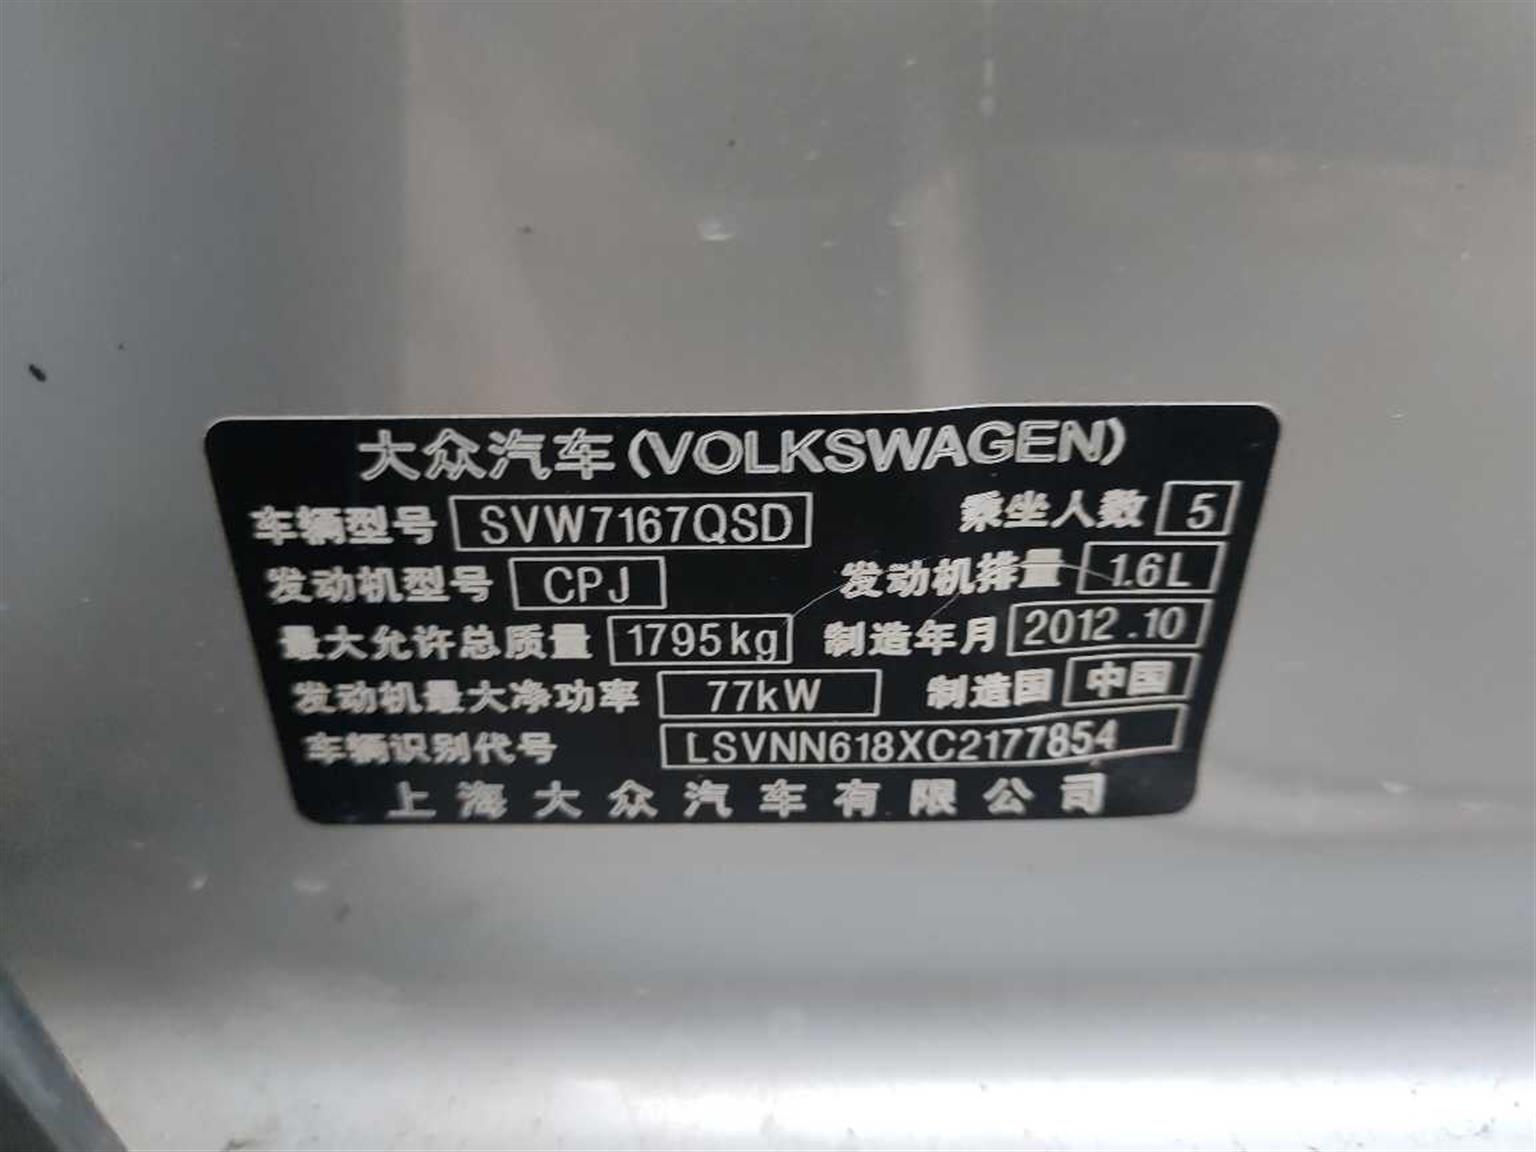 大众汽车(VOLKSWAGEN)
车辆型号 SVW7167QSD 乘坐人数 5
发动机型号 CPJ 发动机排量 1.6L
最大允许总质量 1795kg 制造年月 2012.10
发动机最大净功率 77kW 制造国 中国
车辆识别代号 LSVNN618XC2177854
上海大众汽车有限公司